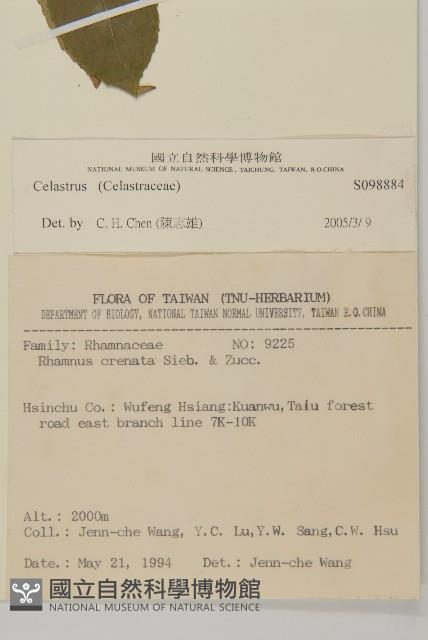 國立自然科學博物館
NATIONAL MUSEUM OF NATURAL SCIENCE, TAICHUNG, TAIWAN, R.O.CHINA
Celastrus (Celastraceae) S098884
Det. by C. H. Chen (陳志雄) 2005/3/9
FLORA OF TAIWAN (TNU-HERBARIUM)
DEPARTMENT OF BIOLOGY, NATIONAL TAIWAN NORMAL UNIVERSITY, TAIWAN R.O.CHINA
Family: Rhamnaceae NO: 9225
Rhamnus crenata Sieb. & Zucc.
Hsinchu Co.: Wufeng Hsiang:Kuanwu,Talu forest
road east branch line 7K-10K
Alt.: 2000m
Coll.: Jenn-che Wang, Y.C. Lu,Y.W. Sang,C.W. Hsu
Date.: May 21, 1994 Det.: Jenn-che Wang
國立自然科學博物館
NATIONAL MUSEUM OF NATURAL SCIENCE